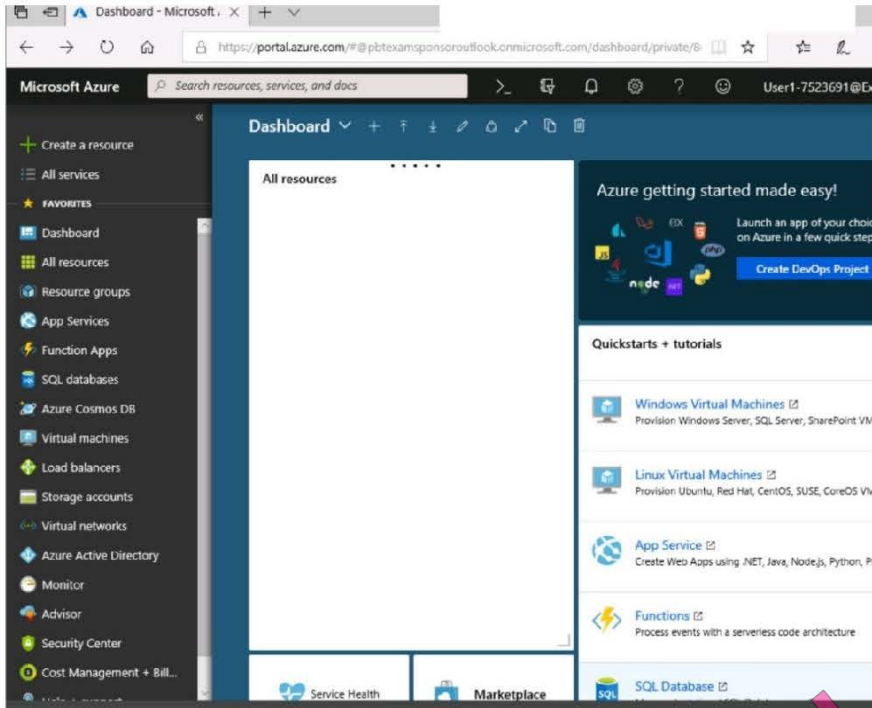 Dashboard - Microsoft
https://portal.azure.com/#@pbtexamsponsoroutlook.onmicrosoft.com/dashboard/private/8
Microsoft Azure
Search resources, services, and docs
User1-7523691@E
Create a resource
All services
FAVORITES
Dashboard
All resources
Resource groups
App Services
Function Apps
SQL databases
Azure Cosmos DB
Virtual machines
Load balancers
Storage accounts
Virtual networks
Azure Active Directory
Monitor
Advisor
Security Center
Cost Management + Bill...
Dashboard
All resources
Service Health
Marketplace
Azure getting started made easy!
JS
node
php
Launch an app of your choic
on Azure in a few quick step
Create DevOps Project
Quickstarts + tutorials
Windows Virtual Machines
Provision Windows Server, SQL Server, SharePoint VM
Linux Virtual Machines
Provision Ubuntu, Red Hat, CentOS, SUSE, CoreOS VM
App Service
Create Web Apps using .NET, Java, Node.js, Python, P
Functions
Process events with a serverless code architecture
SQL
SQL Database